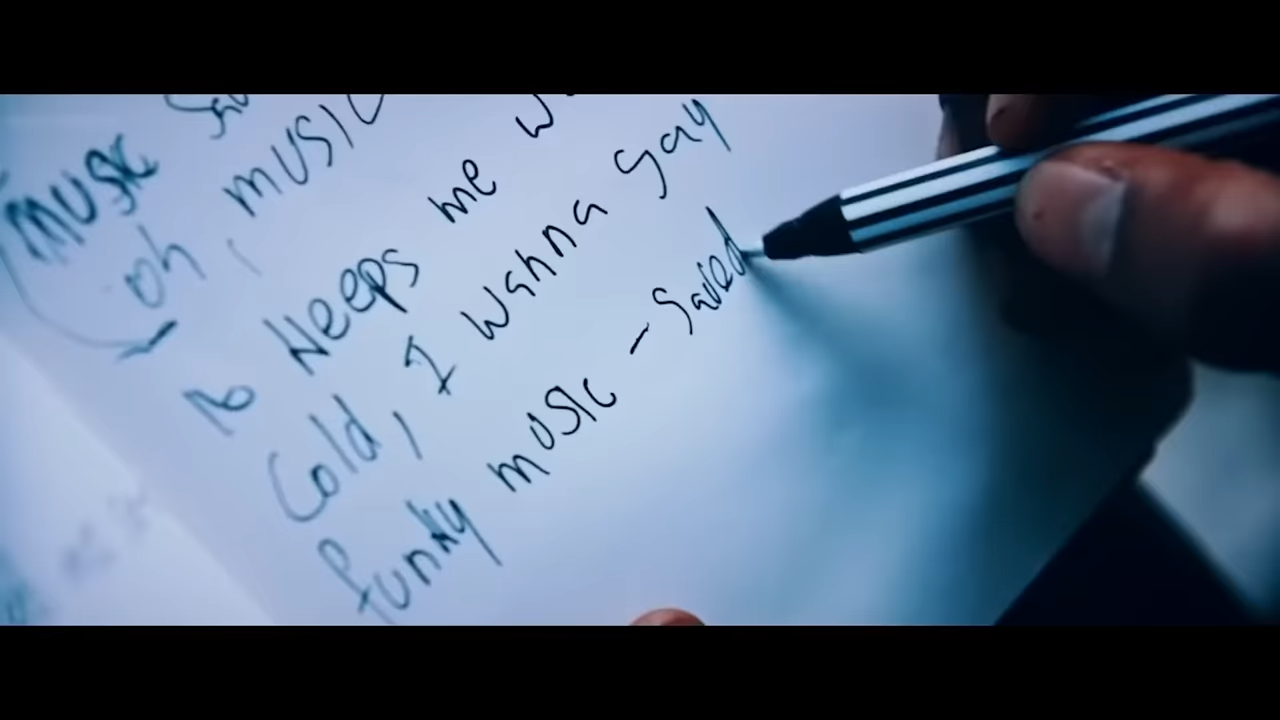 music
oh, music
Keeps me
Cold, I wanna say
funky music - Saved